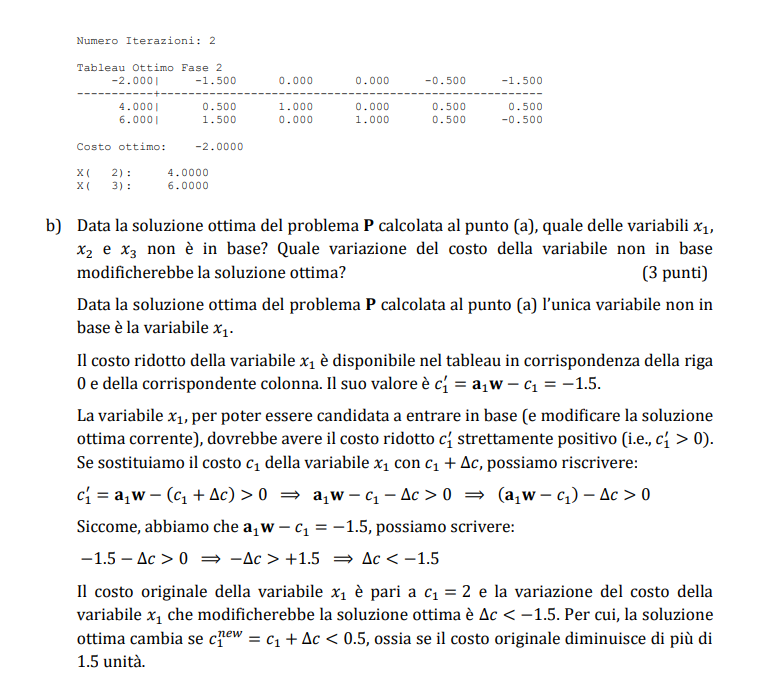 Numero Iterazioni: 2
Tableau Ottimo Fase 2
-2.000| -1.500 0.000 0.000 -0.500 -1.500
-----------+--------------------------------------------------
4.000| 0.500 1.000 0.000 0.500 0.500
6.000| 1.500 0.000 1.000 0.500 -0.500
Costo ottimo: -2.0000
X( 2): 4.0000
X( 3): 6.0000
b) Data la soluzione ottima del problema P calcolata al punto (a), quale delle variabili x₁,
x₂ e x₃ non è in base? Quale variazione del costo della variabile non in base
modificherebbe la soluzione ottima? (3 punti)
Data la soluzione ottima del problema P calcolata al punto (a) l’unica variabile non in
base è la variabile x₁.
Il costo ridotto della variabile x₁ è disponibile nel tableau in corrispondenza della riga
0 e della corrispondente colonna. Il suo valore è c₁′ = a₁w − c₁ = −1.5.
La variabile x₁, per poter essere candidata a entrare in base (e modificare la soluzione
ottima corrente), dovrebbe avere il costo ridotto c₁′ strettamente positivo (i.e., c₁′ > 0).
Se sostituiamo il costo c₁ della variabile x₁ con c₁ + Δc, possiamo riscrivere:
c₁′ = a₁w − (c₁ + Δc) > 0 ⟹ a₁w − c₁ − Δc > 0 ⟹ (a₁w − c₁) − Δc > 0
Siccome, abbiamo che a₁w − c₁ = −1.5, possiamo scrivere:
−1.5 − Δc > 0 ⟹ −Δc > +1.5 ⟹ Δc < −1.5
Il costo originale della variabile x₁ è pari a c₁ = 2 e la variazione del costo della
variabile x₁ che modificherebbe la soluzione ottima è Δc < −1.5. Per cui, la soluzione
ottima cambia se c₁ⁿᵉʷ = c₁ + Δc < 0.5, ossia se il costo originale diminuisce di più di
1.5 unità.